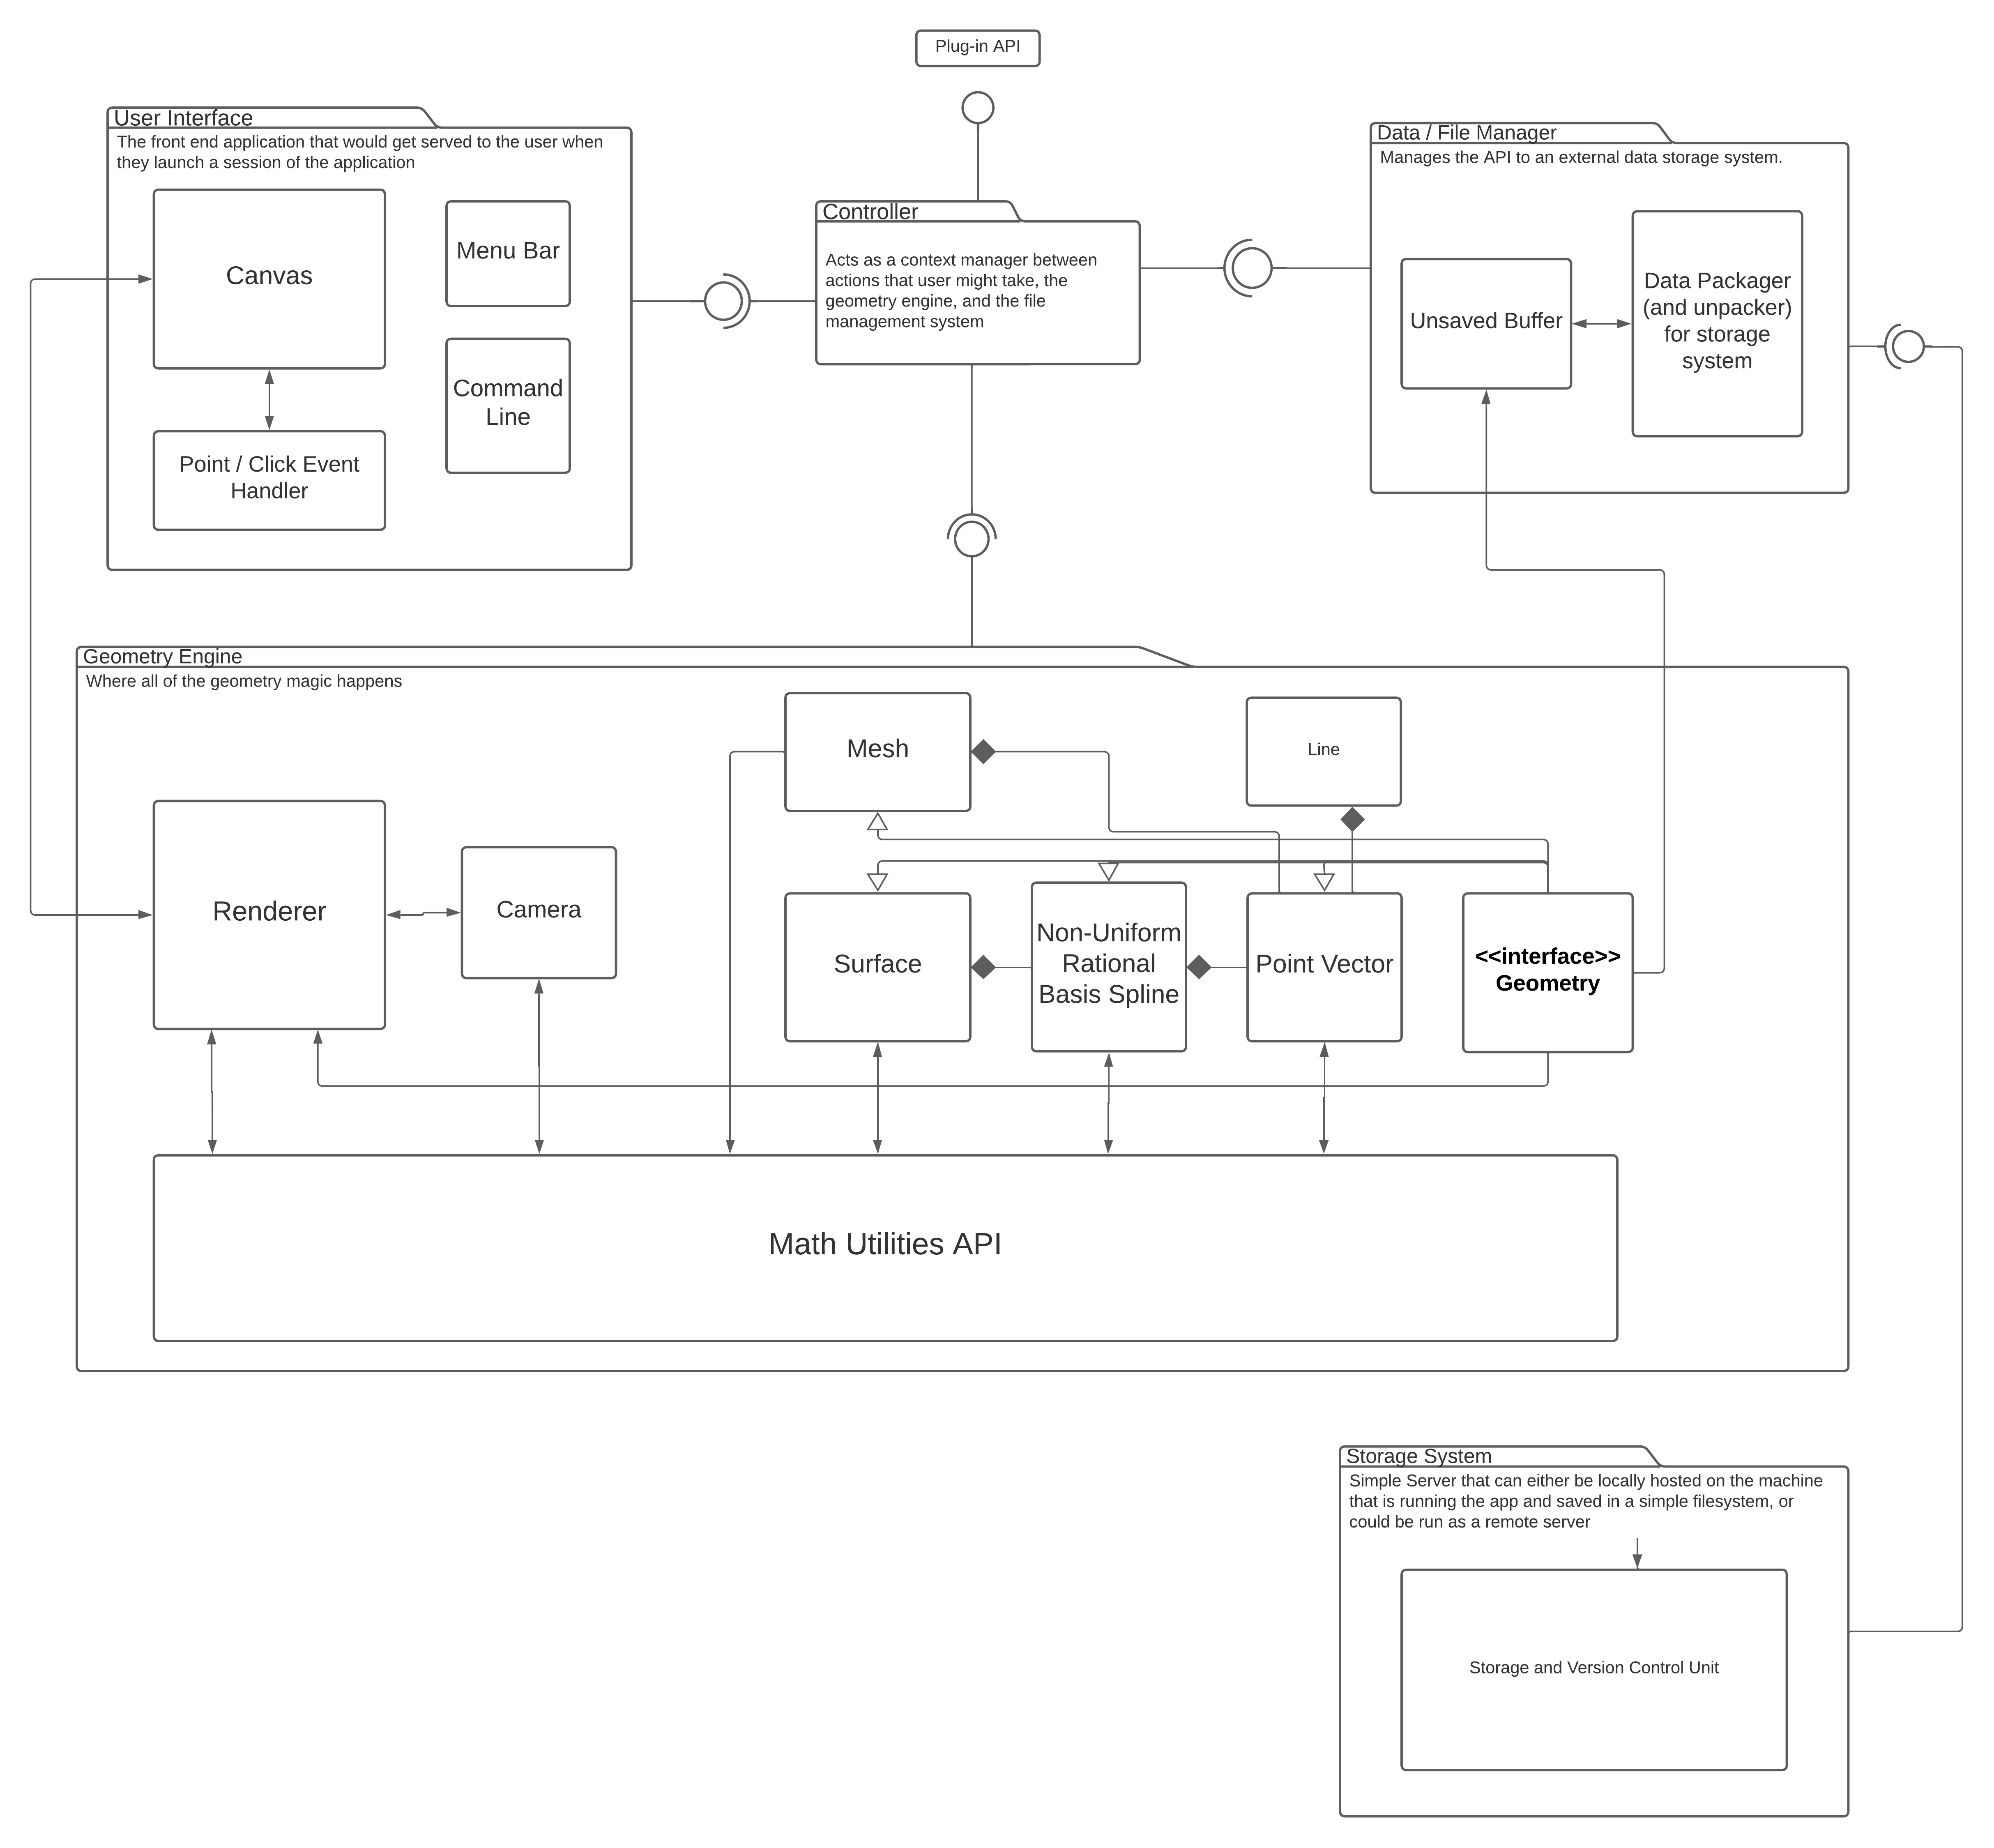 Plug-in API
User Interface
The front end application that would get served to the user when
they launch a session of the application
Canvas
Menu Bar
Command
Line
Point / Click Event
Handler
Controller
Acts as a context manager between
actions that user might take, the
geometry engine, and the file
management system
Data / File Manager
Manages the API to an external data storage system.
Unsaved Buffer
Data Packager
(and unpacker)
for storage
system
Geometry Engine
Where all of the geometry magic happens
Mesh
Line
Renderer
Camera
Surface
Non-Uniform
Rational
Basis Spline
Point Vector
<<interface>>
Geometry
Math Utilities API
Storage System
Simple Server that can either be locally hosted on the machine
that is running the app and saved in a simple filesystem, or
could be run as a remote server
Storage and Version Control Unit